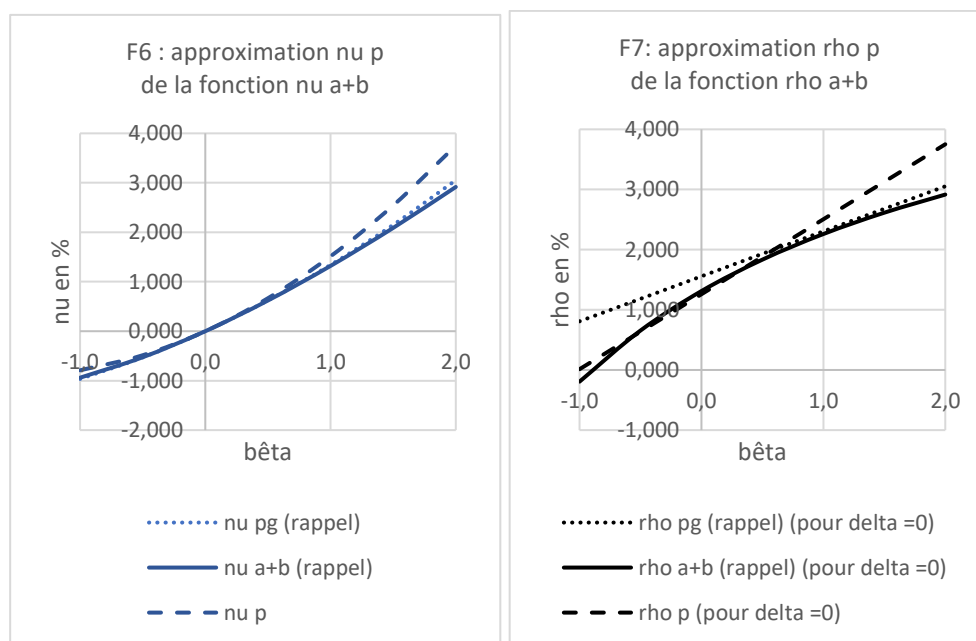 F6 : approximation nu p
de la fonction nu a+b
4,000
3,000
2,000
1,000
0,000
-1,000
-2,000
-1,0
0,0
1,0
2,0
nu en %
bêta
nu pg (rappel)
nu a+b (rappel)
nu p
F7: approximation rho p
de la fonction rho a+b
4,000
3,000
2,000
1,000
0,000
-1,000
-1,0
0,0
1,0
2,0
rho en %
bêta
rho pg (rappel) (pour delta =0)
rho a+b (rappel) (pour delta =0)
rho p (pour delta =0)